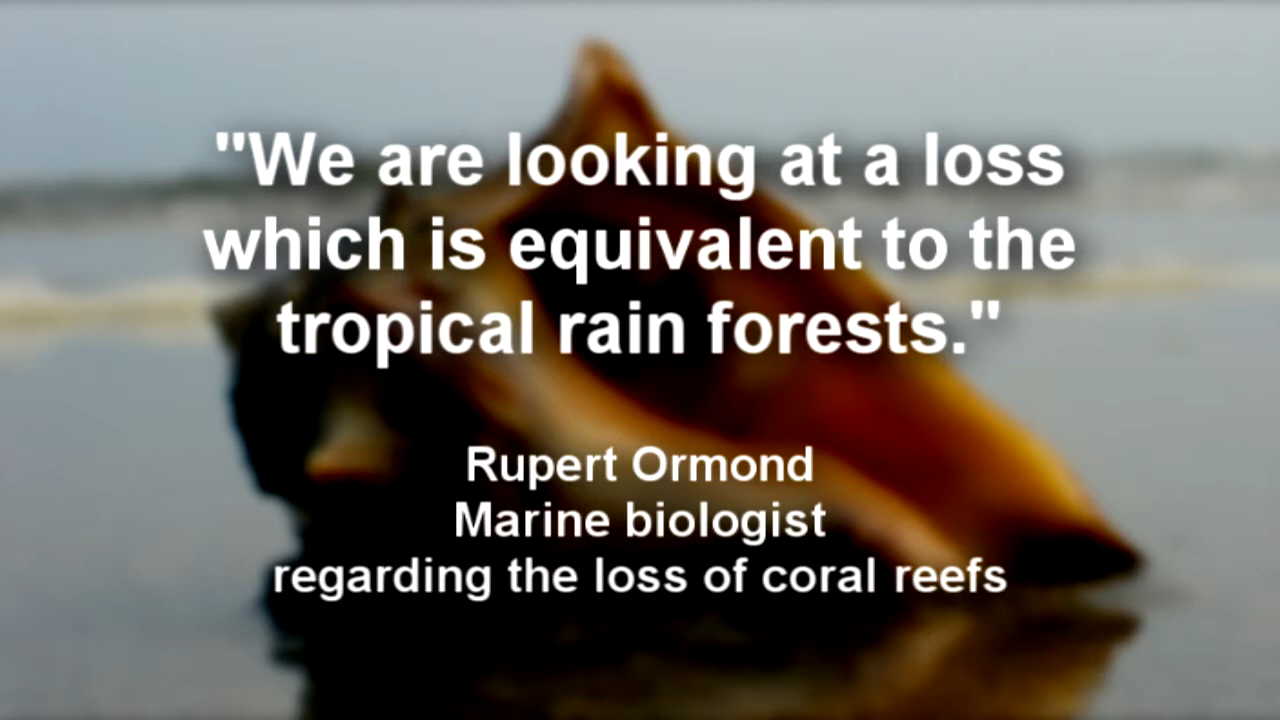 "We are looking at a loss
which is equivalent to the
tropical rain forests."
Rupert Ormond
Marine biologist
regarding the loss of coral reefs